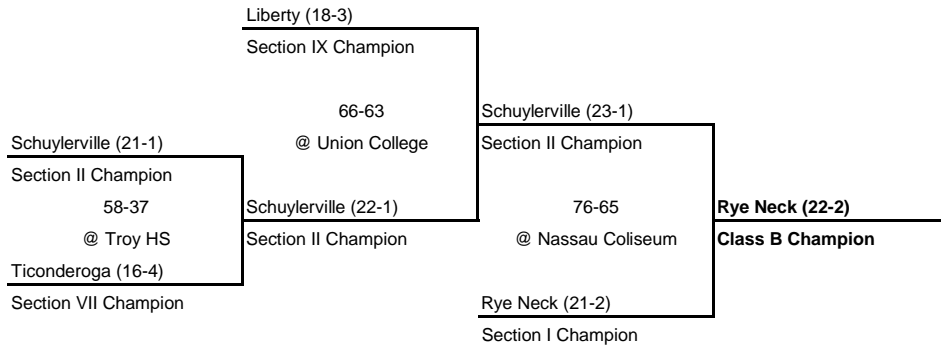 Liberty (18-3)
Section IX Champion
66-63
@ Union College
Schuylerville (23-1)
Section II Champion
Schuylerville (21-1)
Section II Champion
58-37
@ Troy HS
Schuylerville (22-1)
Section II Champion
76-65
@ Nassau Coliseum
Rye Neck (22-2)
Class B Champion
Ticonderoga (16-4)
Section VII Champion
Rye Neck (21-2)
Section I Champion